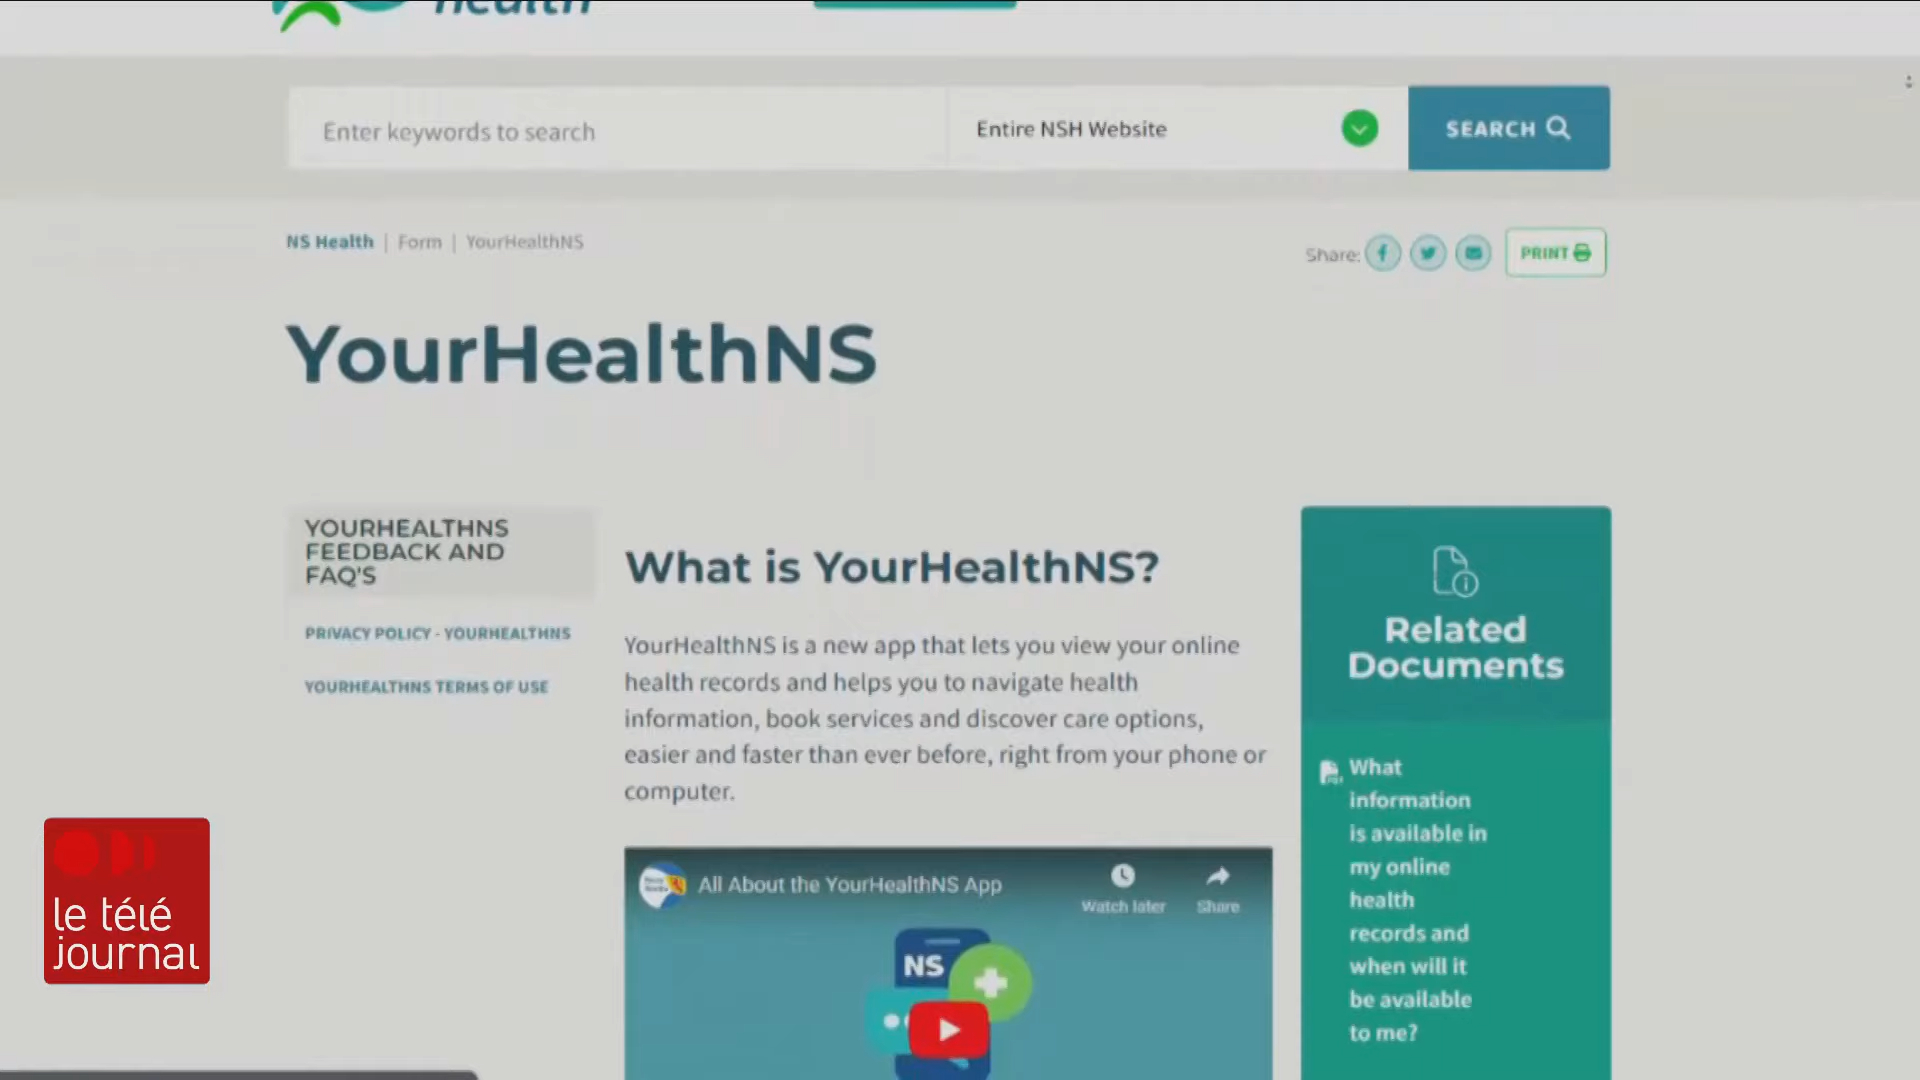 health
Enter keywords to search
Entire NSH Website
SEARCH
NS Health | Form | YourHealthNS
Share:
PRINT
YourHealthNS
YOURHEALTHNS
FEEDBACK AND
FAQ'S
PRIVACY POLICY - YOURHEALTHNS
YOURHEALTHNS TERMS OF USE
What is YourHealthNS?
YourHealthNS is a new app that lets you view your online
health records and helps you to navigate health
information, book services and discover care options,
easier and faster than ever before, right from your phone or
computer.
All About the YourHealthNS App
Watch later
Share
NS
Related
Documents
What
information
is available in
my online
health
records and
when will it
be available
to me?
le télé
journal